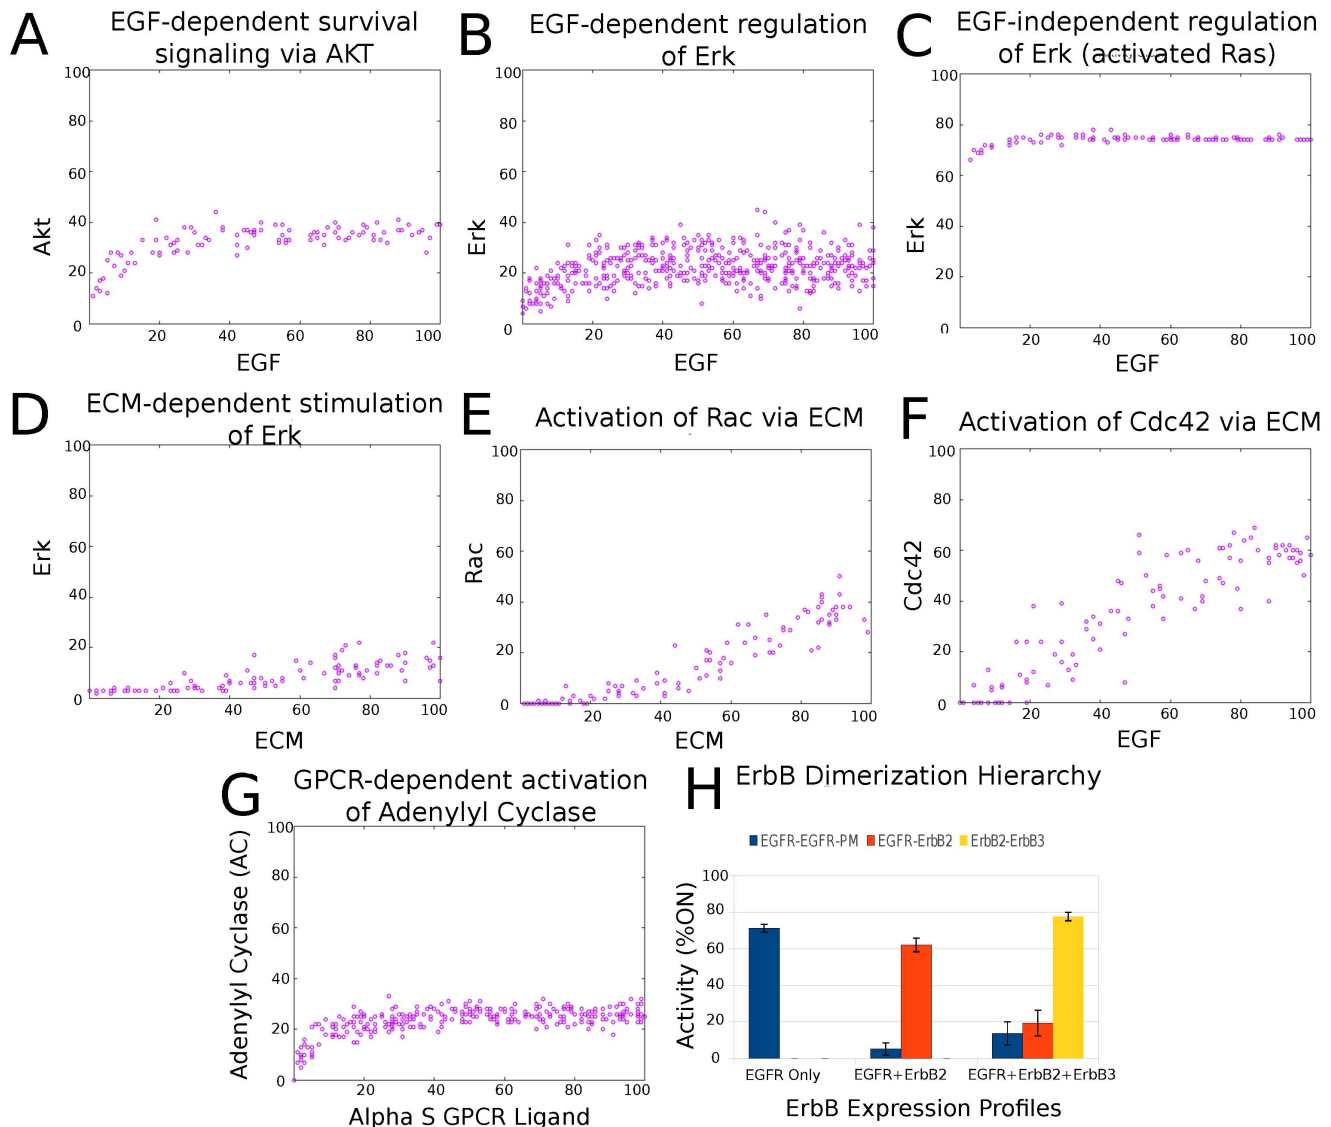 A
EGF-dependent survival
signaling via AKT
100
80
60
40
20
0
20
40
60
80
100
Akt
EGF
B
EGF-dependent regulation
of Erk
100
80
60
40
20
0
20
40
60
80
100
Erk
EGF
C
EGF-independent regulation
of Erk (activated Ras)
100
80
60
40
20
0
20
40
60
80
100
Erk
EGF
D
ECM-dependent stimulation
of Erk
100
80
60
40
20
0
20
40
60
80
100
Erk
ECM
E
Activation of Rac via ECM
100
80
60
40
20
0
20
40
60
80
100
Rac
ECM
F
Activation of Cdc42 via ECM
100
80
60
40
20
0
20
40
60
80
100
Cdc42
EGF
G
GPCR-dependent activation
of Adenylyl Cyclase
100
80
60
40
20
0
20
40
60
80
100
Adenylyl Cyclase (AC)
Alpha S GPCR Ligand
H
ErbB Dimerization Hierarchy
EGFR-EGFR-PM EGFR-ErbB2 ErbB2-ErbB3
100
80
60
40
20
0
Activity (%ON)
EGFR Only EGFR+ErbB2 EGFR+ErbB2+ErbB3
ErbB Expression Profiles